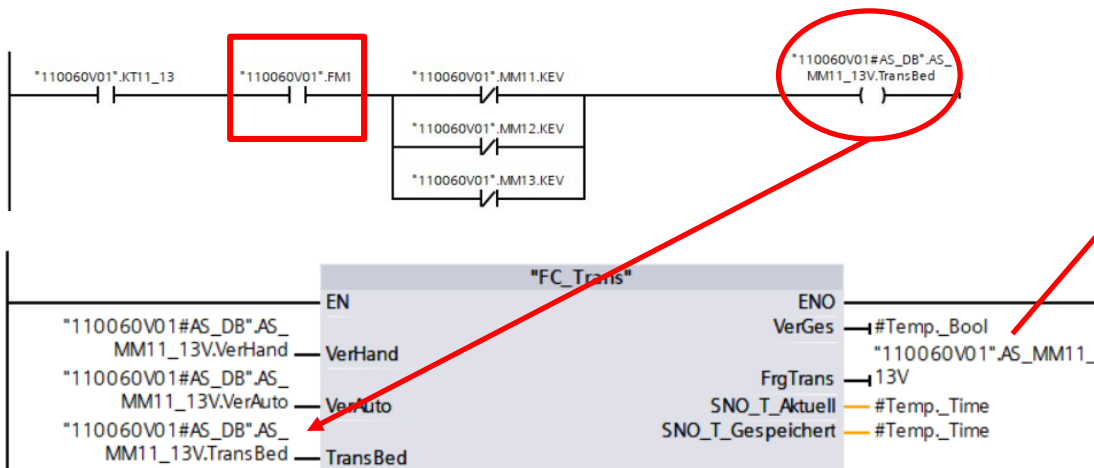 "110060V01#AS_DB".AS_
"110060V01".KT11_13 "110060V01".FM1 "110060V01".MM11.KEV MM11_13V.TransBed
"110060V01".MM12.KEV
"110060V01".MM13.KEV
"FC_Trans"
EN ENO
"110060V01#AS_DB".AS_ VerGes #Temp._Bool
MM11_13V.VerHand VerHand "110060V01".AS_MM11_
"110060V01#AS_DB".AS_ FrgTrans 13V
MM11_13V.VerAuto VerAuto SNO_T_Aktuell #Temp._Time
"110060V01#AS_DB".AS_ SNO_T_Gespeichert #Temp._Time
MM11_13V.TransBed TransBed